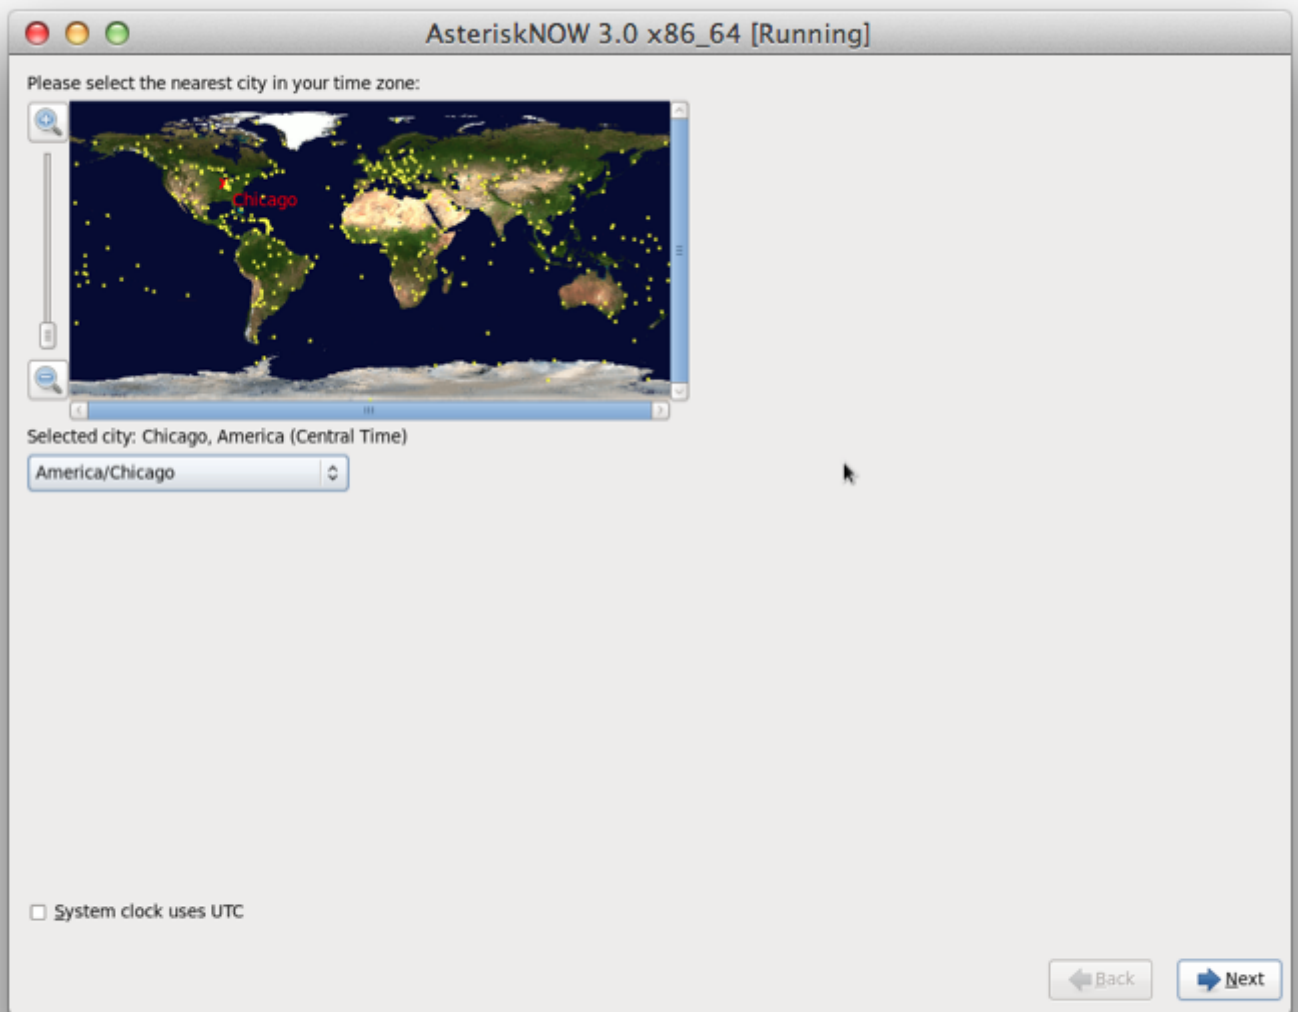 AsteriskNOW 3.0 x86_64 [Running]
Please select the nearest city in your time zone:
Chicago
Selected city: Chicago, America (Central Time)
America/Chicago
System clock uses UTC
Back
Next